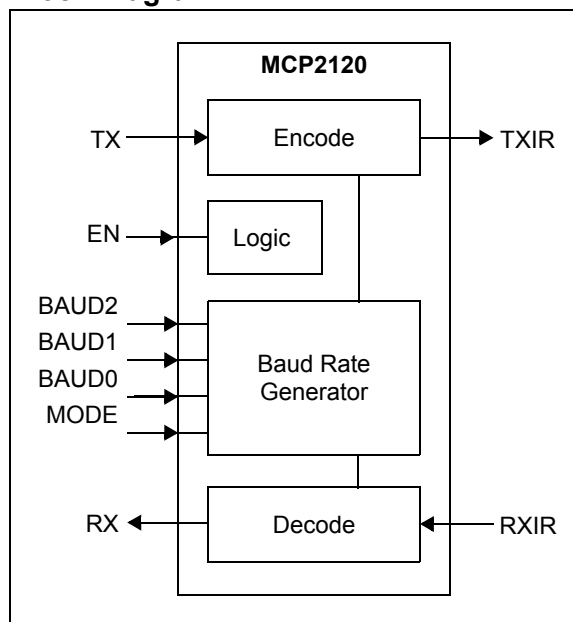 MCP2120
TX
Encode
TXIR
EN
Logic
BAUD2
BAUD1
BAUD0
MODE
Baud Rate
Generator
RX
Decode
RXIR